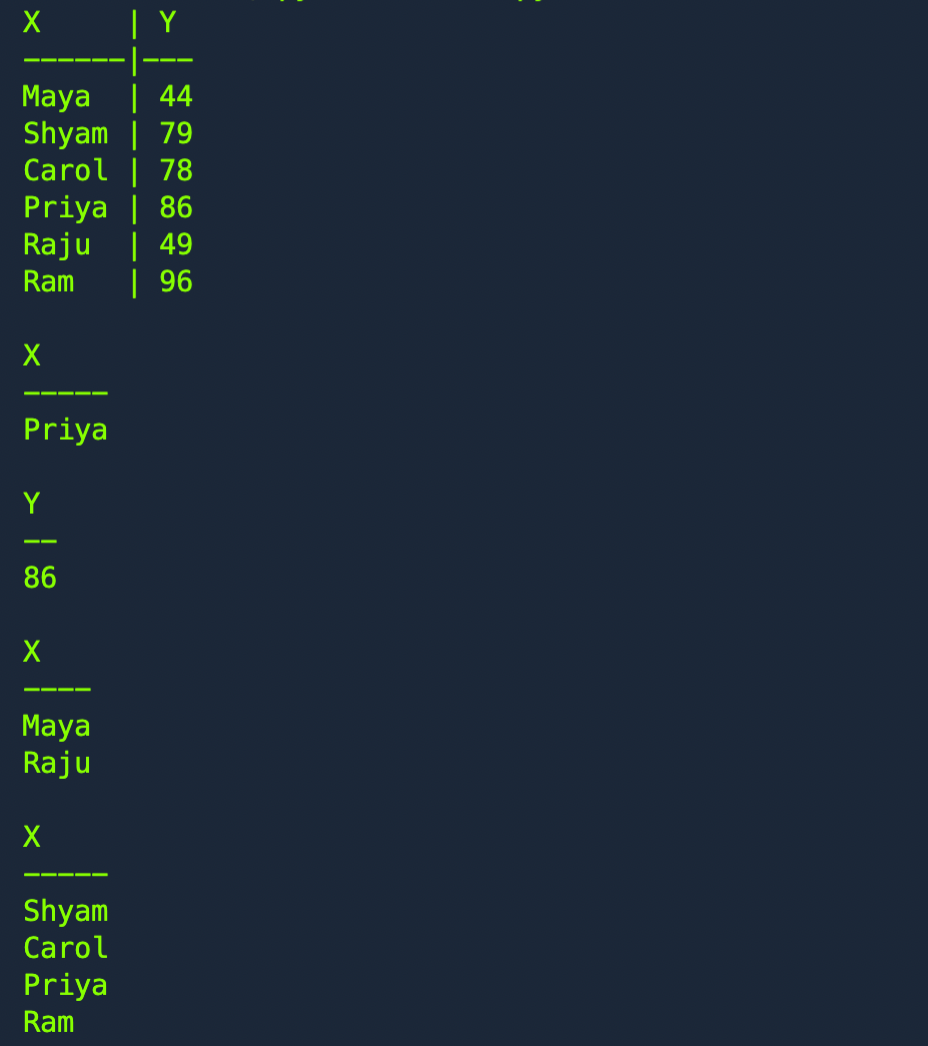 X     | Y
------|---
Maya  | 44
Shyam | 79
Carol | 78
Priya | 86
Raju  | 49
Ram   | 96

X
-----
Priya

Y
--
86

X
----
Maya
Raju

X
-----
Shyam
Carol
Priya
Ram